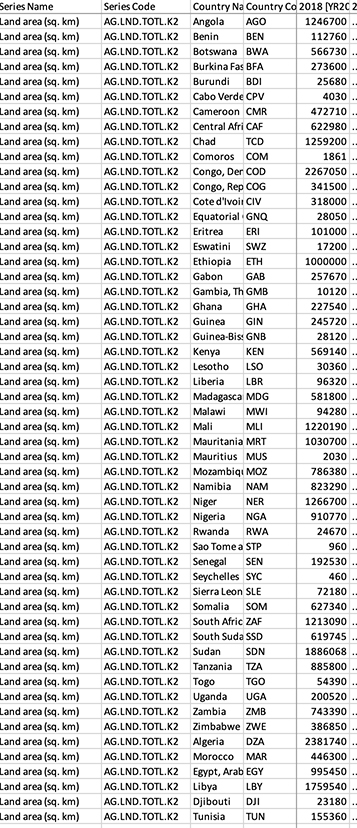 Series Name Series Code Country Na Country Co 2018 [YR20 2
Land area (sq. km) AG.LND.TOTL.K2 Angola AGO 1246700 ..
Land area (sq. km) AG.LND.TOTL.K2 Benin BEN 112760 ..
Land area (sq. km) AG.LND.TOTL.K2 Botswana BWA 566730 ..
Land area (sq. km) AG.LND.TOTL.K2 Burkina Fas BFA 273600 ..
Land area (sq. km) AG.LND.TOTL.K2 Burundi BDI 25680 ..
Land area (sq. km) AG.LND.TOTL.K2 Cabo Verde CPV 4030 ..
Land area (sq. km) AG.LND.TOTL.K2 Cameroon CMR 472710 ..
Land area (sq. km) AG.LND.TOTL.K2 Central Afri CAF 622980 ..
Land area (sq. km) AG.LND.TOTL.K2 Chad TCD 1259200 ..
Land area (sq. km) AG.LND.TOTL.K2 Comoros COM 1861 ..
Land area (sq. km) AG.LND.TOTL.K2 Congo, Der COD 2267050 ..
Land area (sq. km) AG.LND.TOTL.K2 Congo, Rep COG 341500 ..
Land area (sq. km) AG.LND.TOTL.K2 Cote d'Ivoir CIV 318000 ..
Land area (sq. km) AG.LND.TOTL.K2 Equatorial GNQ 28050 ..
Land area (sq. km) AG.LND.TOTL.K2 Eritrea ERI 101000 ..
Land area (sq. km) AG.LND.TOTL.K2 Eswatini SWZ 17200 ..
Land area (sq. km) AG.LND.TOTL.K2 Ethiopia ETH 1000000 ..
Land area (sq. km) AG.LND.TOTL.K2 Gabon GAB 257670 ..
Land area (sq. km) AG.LND.TOTL.K2 Gambia, Th GMB 10120 ..
Land area (sq. km) AG.LND.TOTL.K2 Ghana GHA 227540 ..
Land area (sq. km) AG.LND.TOTL.K2 Guinea GIN 245720 ..
Land area (sq. km) AG.LND.TOTL.K2 Guinea-Bis GNB 28120 ..
Land area (sq. km) AG.LND.TOTL.K2 Kenya KEN 569140 ..
Land area (sq. km) AG.LND.TOTL.K2 Lesotho LSO 30360 ..
Land area (sq. km) AG.LND.TOTL.K2 Liberia LBR 96320 ..
Land area (sq. km) AG.LND.TOTL.K2 Madagasca MDG 581800 ..
Land area (sq. km) AG.LND.TOTL.K2 Malawi MWI 94280 ..
Land area (sq. km) AG.LND.TOTL.K2 Mali MLI 1220190 ..
Land area (sq. km) AG.LND.TOTL.K2 Mauritania MRT 1030700 ..
Land area (sq. km) AG.LND.TOTL.K2 Mauritius MUS 2030 ..
Land area (sq. km) AG.LND.TOTL.K2 Mozambiqu MOZ 786380 ..
Land area (sq. km) AG.LND.TOTL.K2 Namibia NAM 823290 ..
Land area (sq. km) AG.LND.TOTL.K2 Niger NER 1266700 ..
Land area (sq. km) AG.LND.TOTL.K2 Nigeria NGA 910770 ..
Land area (sq. km) AG.LND.TOTL.K2 Rwanda RWA 24670 ..
Land area (sq. km) AG.LND.TOTL.K2 Sao Tome a STP 960 ..
Land area (sq. km) AG.LND.TOTL.K2 Senegal SEN 192530 ..
Land area (sq. km) AG.LND.TOTL.K2 Seychelles SYC 460 ..
Land area (sq. km) AG.LND.TOTL.K2 Sierra Leon SLE 72180 ..
Land area (sq. km) AG.LND.TOTL.K2 Somalia SOM 627340 ..
Land area (sq. km) AG.LND.TOTL.K2 South Afric ZAF 1213090 ..
Land area (sq. km) AG.LND.TOTL.K2 South Suda SSD 619745 ..
Land area (sq. km) AG.LND.TOTL.K2 Sudan SDN 1886068 ..
Land area (sq. km) AG.LND.TOTL.K2 Tanzania TZA 885800 ..
Land area (sq. km) AG.LND.TOTL.K2 Togo TGO 54390 ..
Land area (sq. km) AG.LND.TOTL.K2 Uganda UGA 200520 ..
Land area (sq. km) AG.LND.TOTL.K2 Zambia ZMB 743390 ..
Land area (sq. km) AG.LND.TOTL.K2 Zimbabwe ZWE 386850 ..
Land area (sq. km) AG.LND.TOTL.K2 Algeria DZA 2381740 ..
Land area (sq. km) AG.LND.TOTL.K2 Morocco MAR 446300 ..
Land area (sq. km) AG.LND.TOTL.K2 Egypt, Arab EGY 995450 ..
Land area (sq. km) AG.LND.TOTL.K2 Libya LBY 1759540 ..
Land area (sq. km) AG.LND.TOTL.K2 Djibouti DJI 23180 ..
Land area (sq. km) AG.LND.TOTL.K2 Tunisia TUN 155360 ..